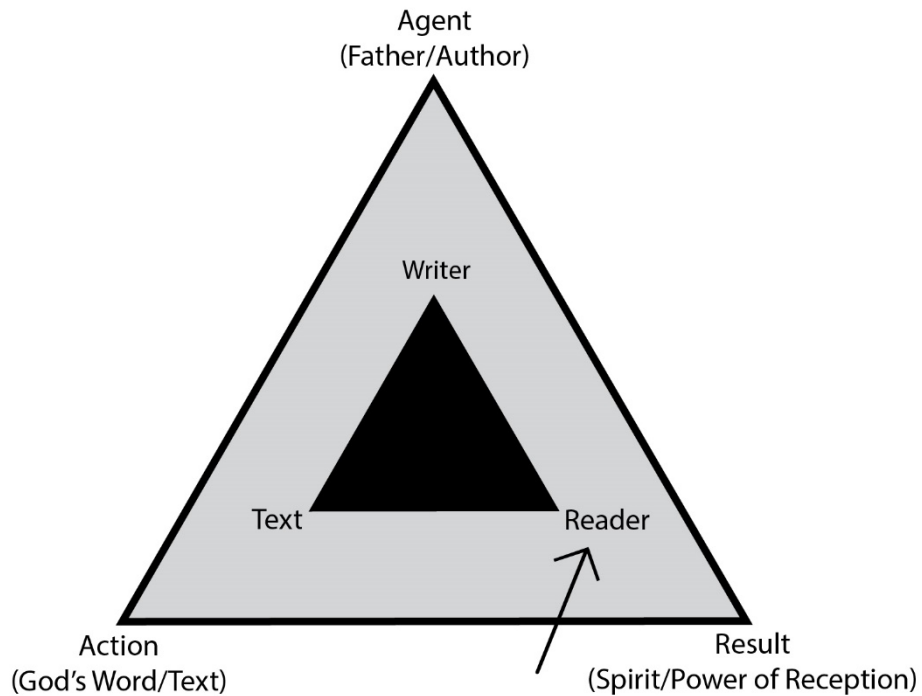 Agent
(Father/Author)
Writer
Text
Reader
Action
(God's Word/Text)
Result
(Spirit/Power of Reception)